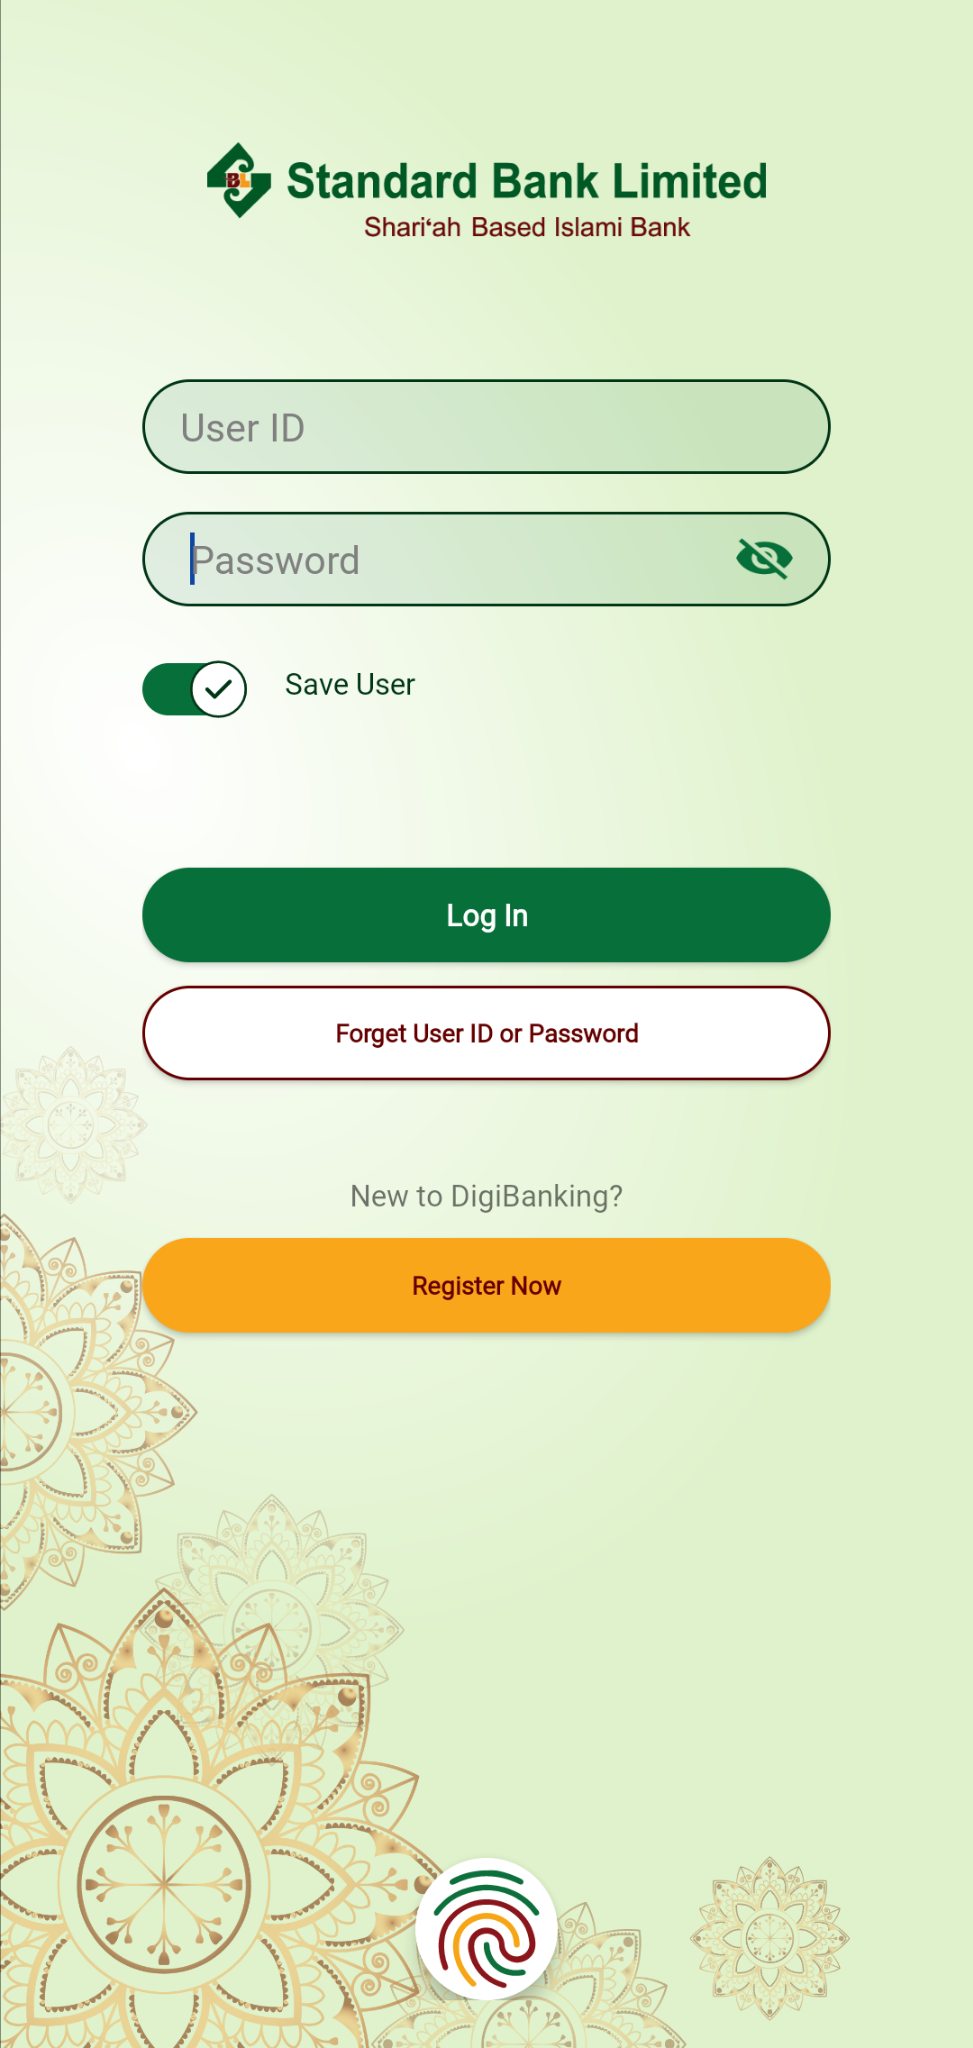 BL
Standard Bank Limited
Shari‘ah Based Islami Bank
User ID
Password
Save User
Log In
Forget User ID or Password
New to DigiBanking?
Register Now